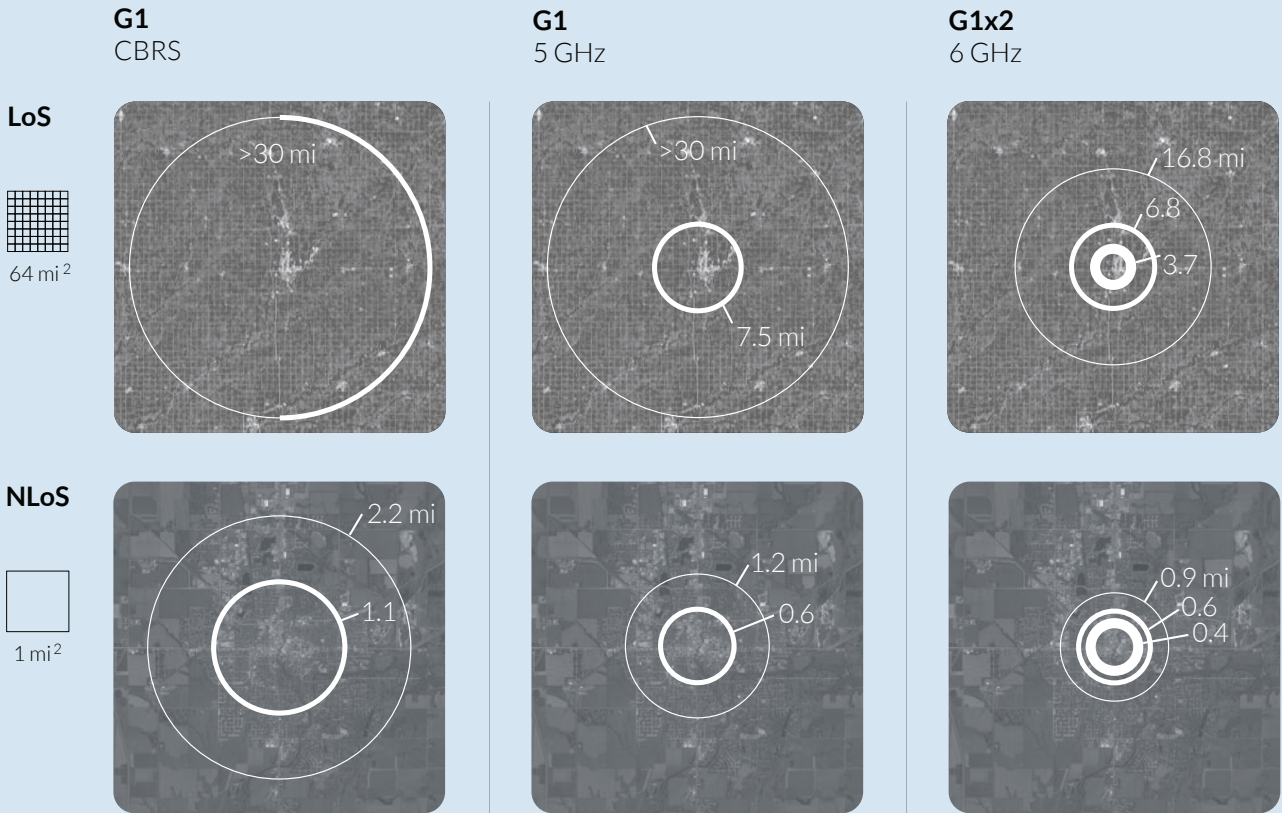 G1
CBRS
G1
5 GHz
G1x2
6 GHz
LoS
64 mi²
>30 mi
>30 mi
7.5 mi
16.8 mi
6.8
3.7
NLoS
1 mi²
2.2 mi
1.1
1.2 mi
0.6
0.9 mi
0.6
0.4